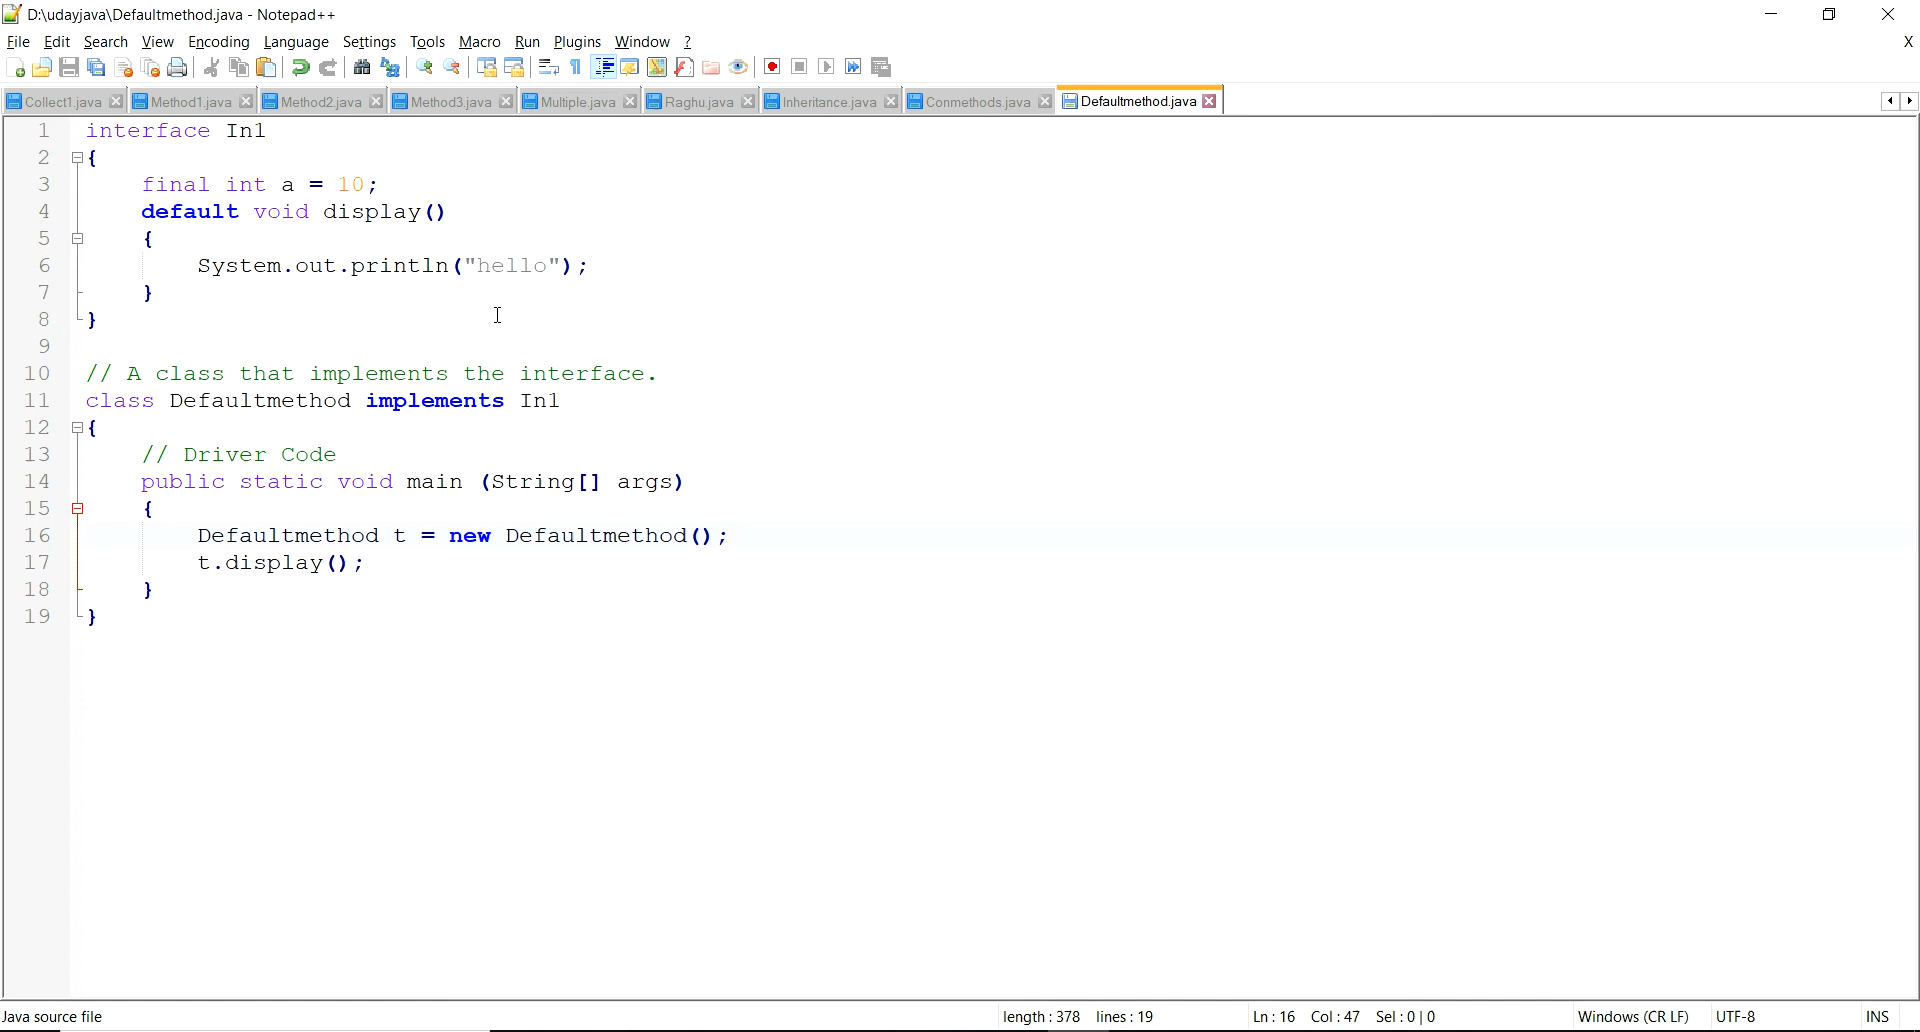 D:\udayjava\Defaultmethod.java - Notepad++
File Edit Search View Encoding Language Settings Tools Macro Run Plugins Window ? X
Collect1.java Method1.java Method2.java Method3.java Multiple.java Raghu.java Inheritance.java Conmethods.java Defaultmethod.java
1 interface In1
2 {
3 final int a = 10;
4 default void display()
5 {
6 System.out.println("hello");
7 }
8 }
9
10 // A class that implements the interface.
11 class Defaultmethod implements In1
12 {
13 // Driver Code
14 public static void main (String[] args)
15 {
16 Defaultmethod t = new Defaultmethod();
17 t.display();
18 }
19 }
Java source file length : 378 lines : 19 Ln : 16 Col : 47 Sel : 0 | 0 Windows (CR LF) UTF-8 INS